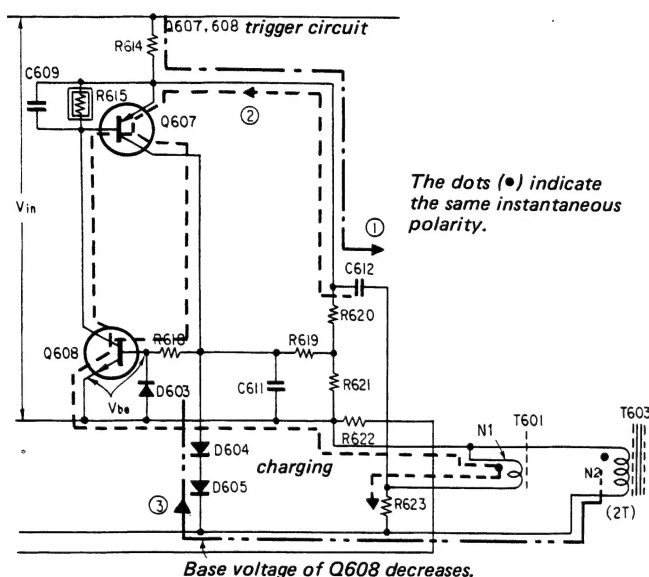 Q607,608 trigger circuit
R614
C609
R615
Q607
②
The dots (●) indicate
the same instantaneous
polarity.
Vin
①
C612
R620
Q608
R618
R619
Vbe
D603
C611
R621
R622
T601
T603
N1
D604
charging
N2
③
D605
R623
(2T)
Base voltage of Q608 decreases.